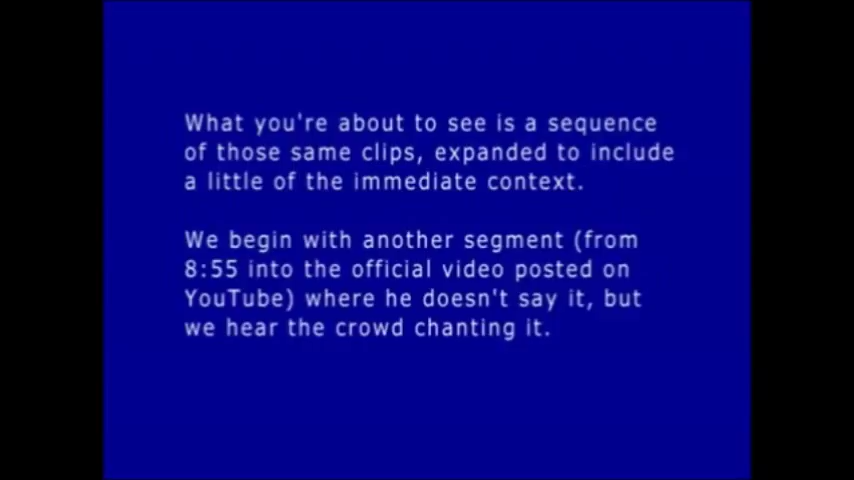 What you're about to see is a sequence
of those same clips, expanded to include
a little of the immediate context.
We begin with another segment (from
8:55 into the official video posted on
YouTube) where he doesn't say it, but
we hear the crowd chanting it.